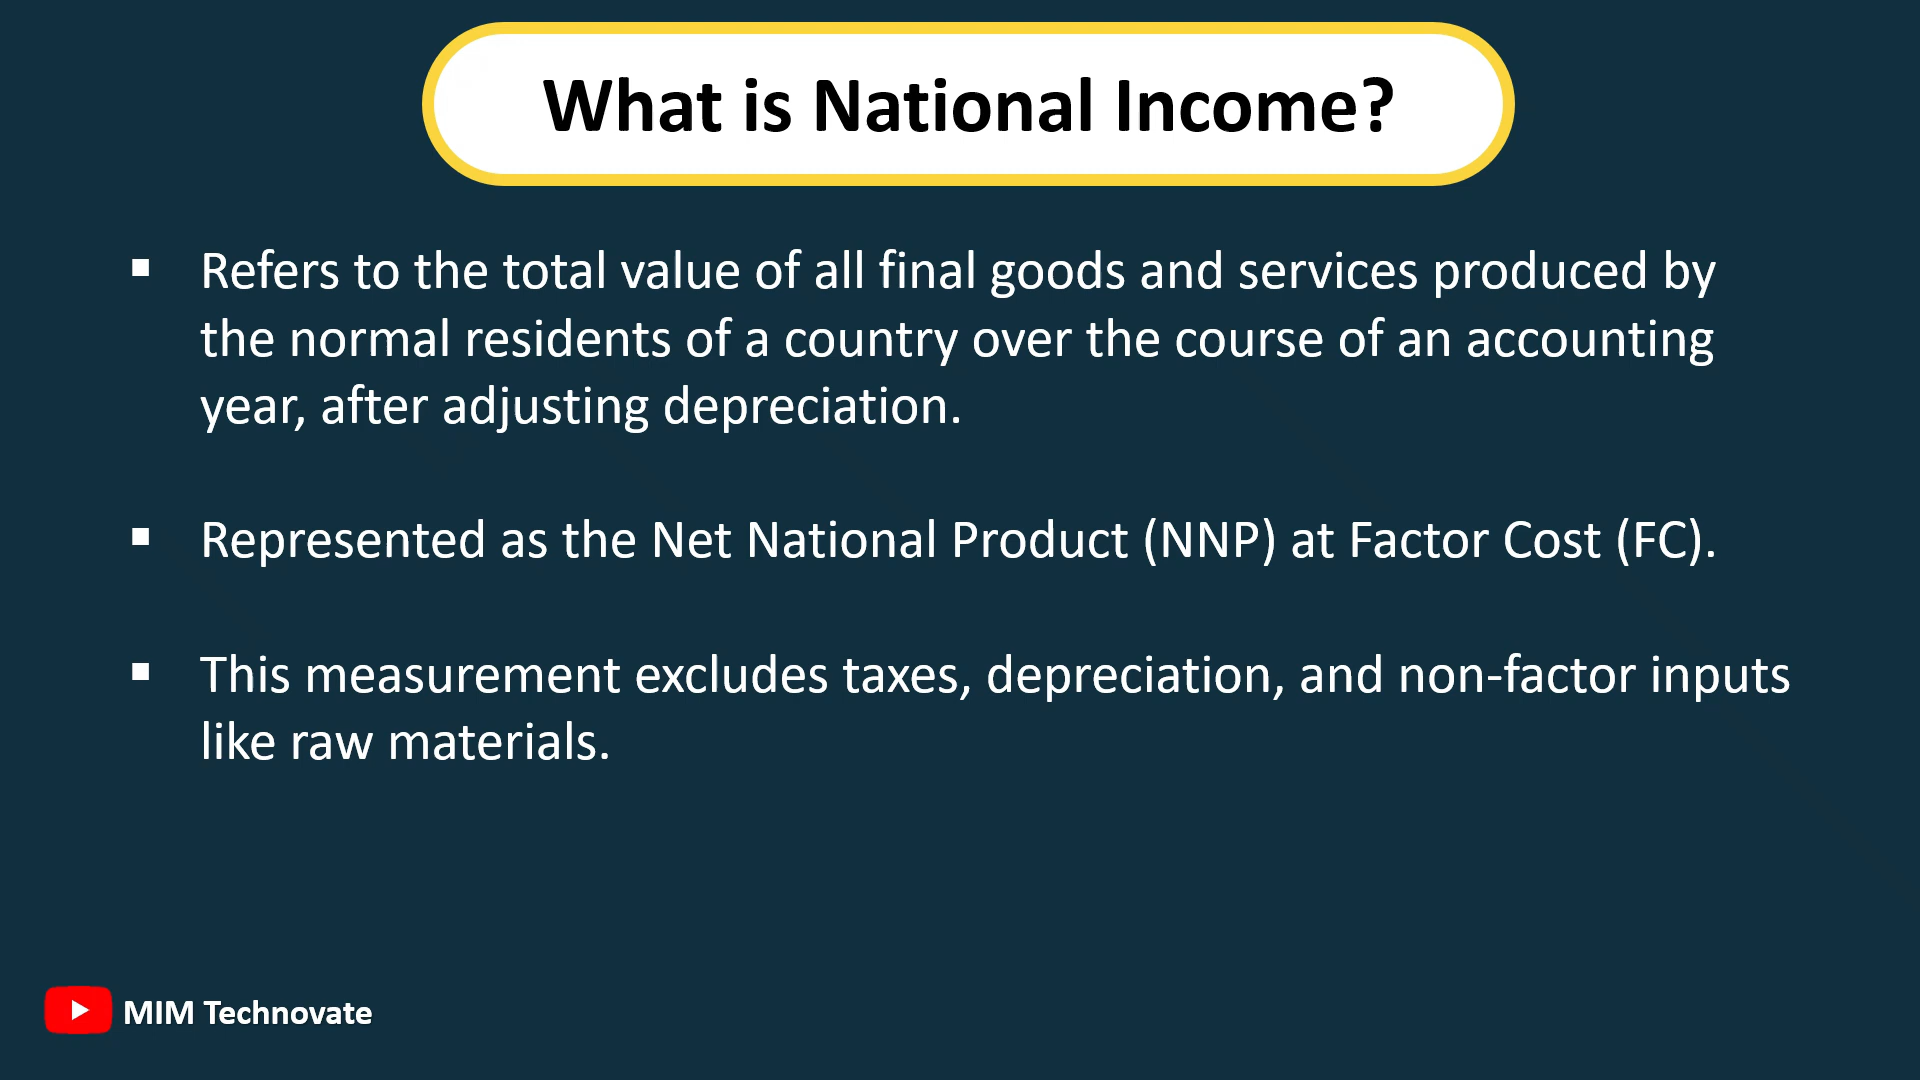 What is National Income?
▪ Refers to the total value of all final goods and services produced by
the normal residents of a country over the course of an accounting
year, after adjusting depreciation.
▪ Represented as the Net National Product (NNP) at Factor Cost (FC).
▪ This measurement excludes taxes, depreciation, and non-factor inputs
like raw materials.
MIM Technovate